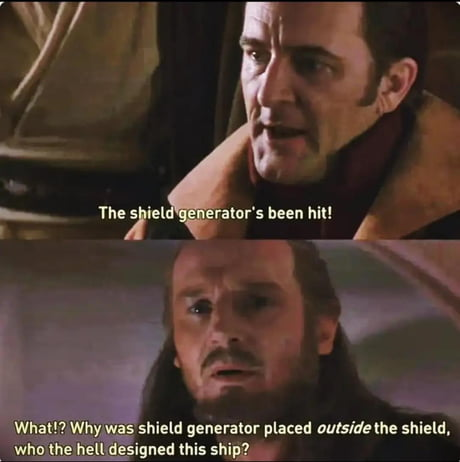 The shield generator's been hit!
What!? Why was shield generator placed outside the shield,
who the hell designed this ship?